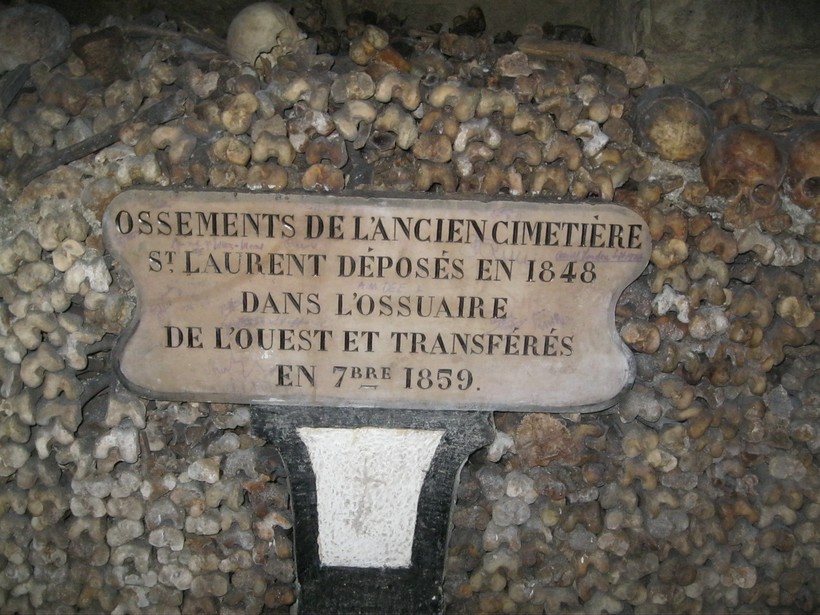 OSSEMENTS DE L'ANCIEN CIMETIÈRE
ST. LAURENT DÉPOSÉS EN 1848
DANS L'OSSUAIRE
DE L'OUEST ET TRANSFÉRÉS
EN 7BRE 1859.